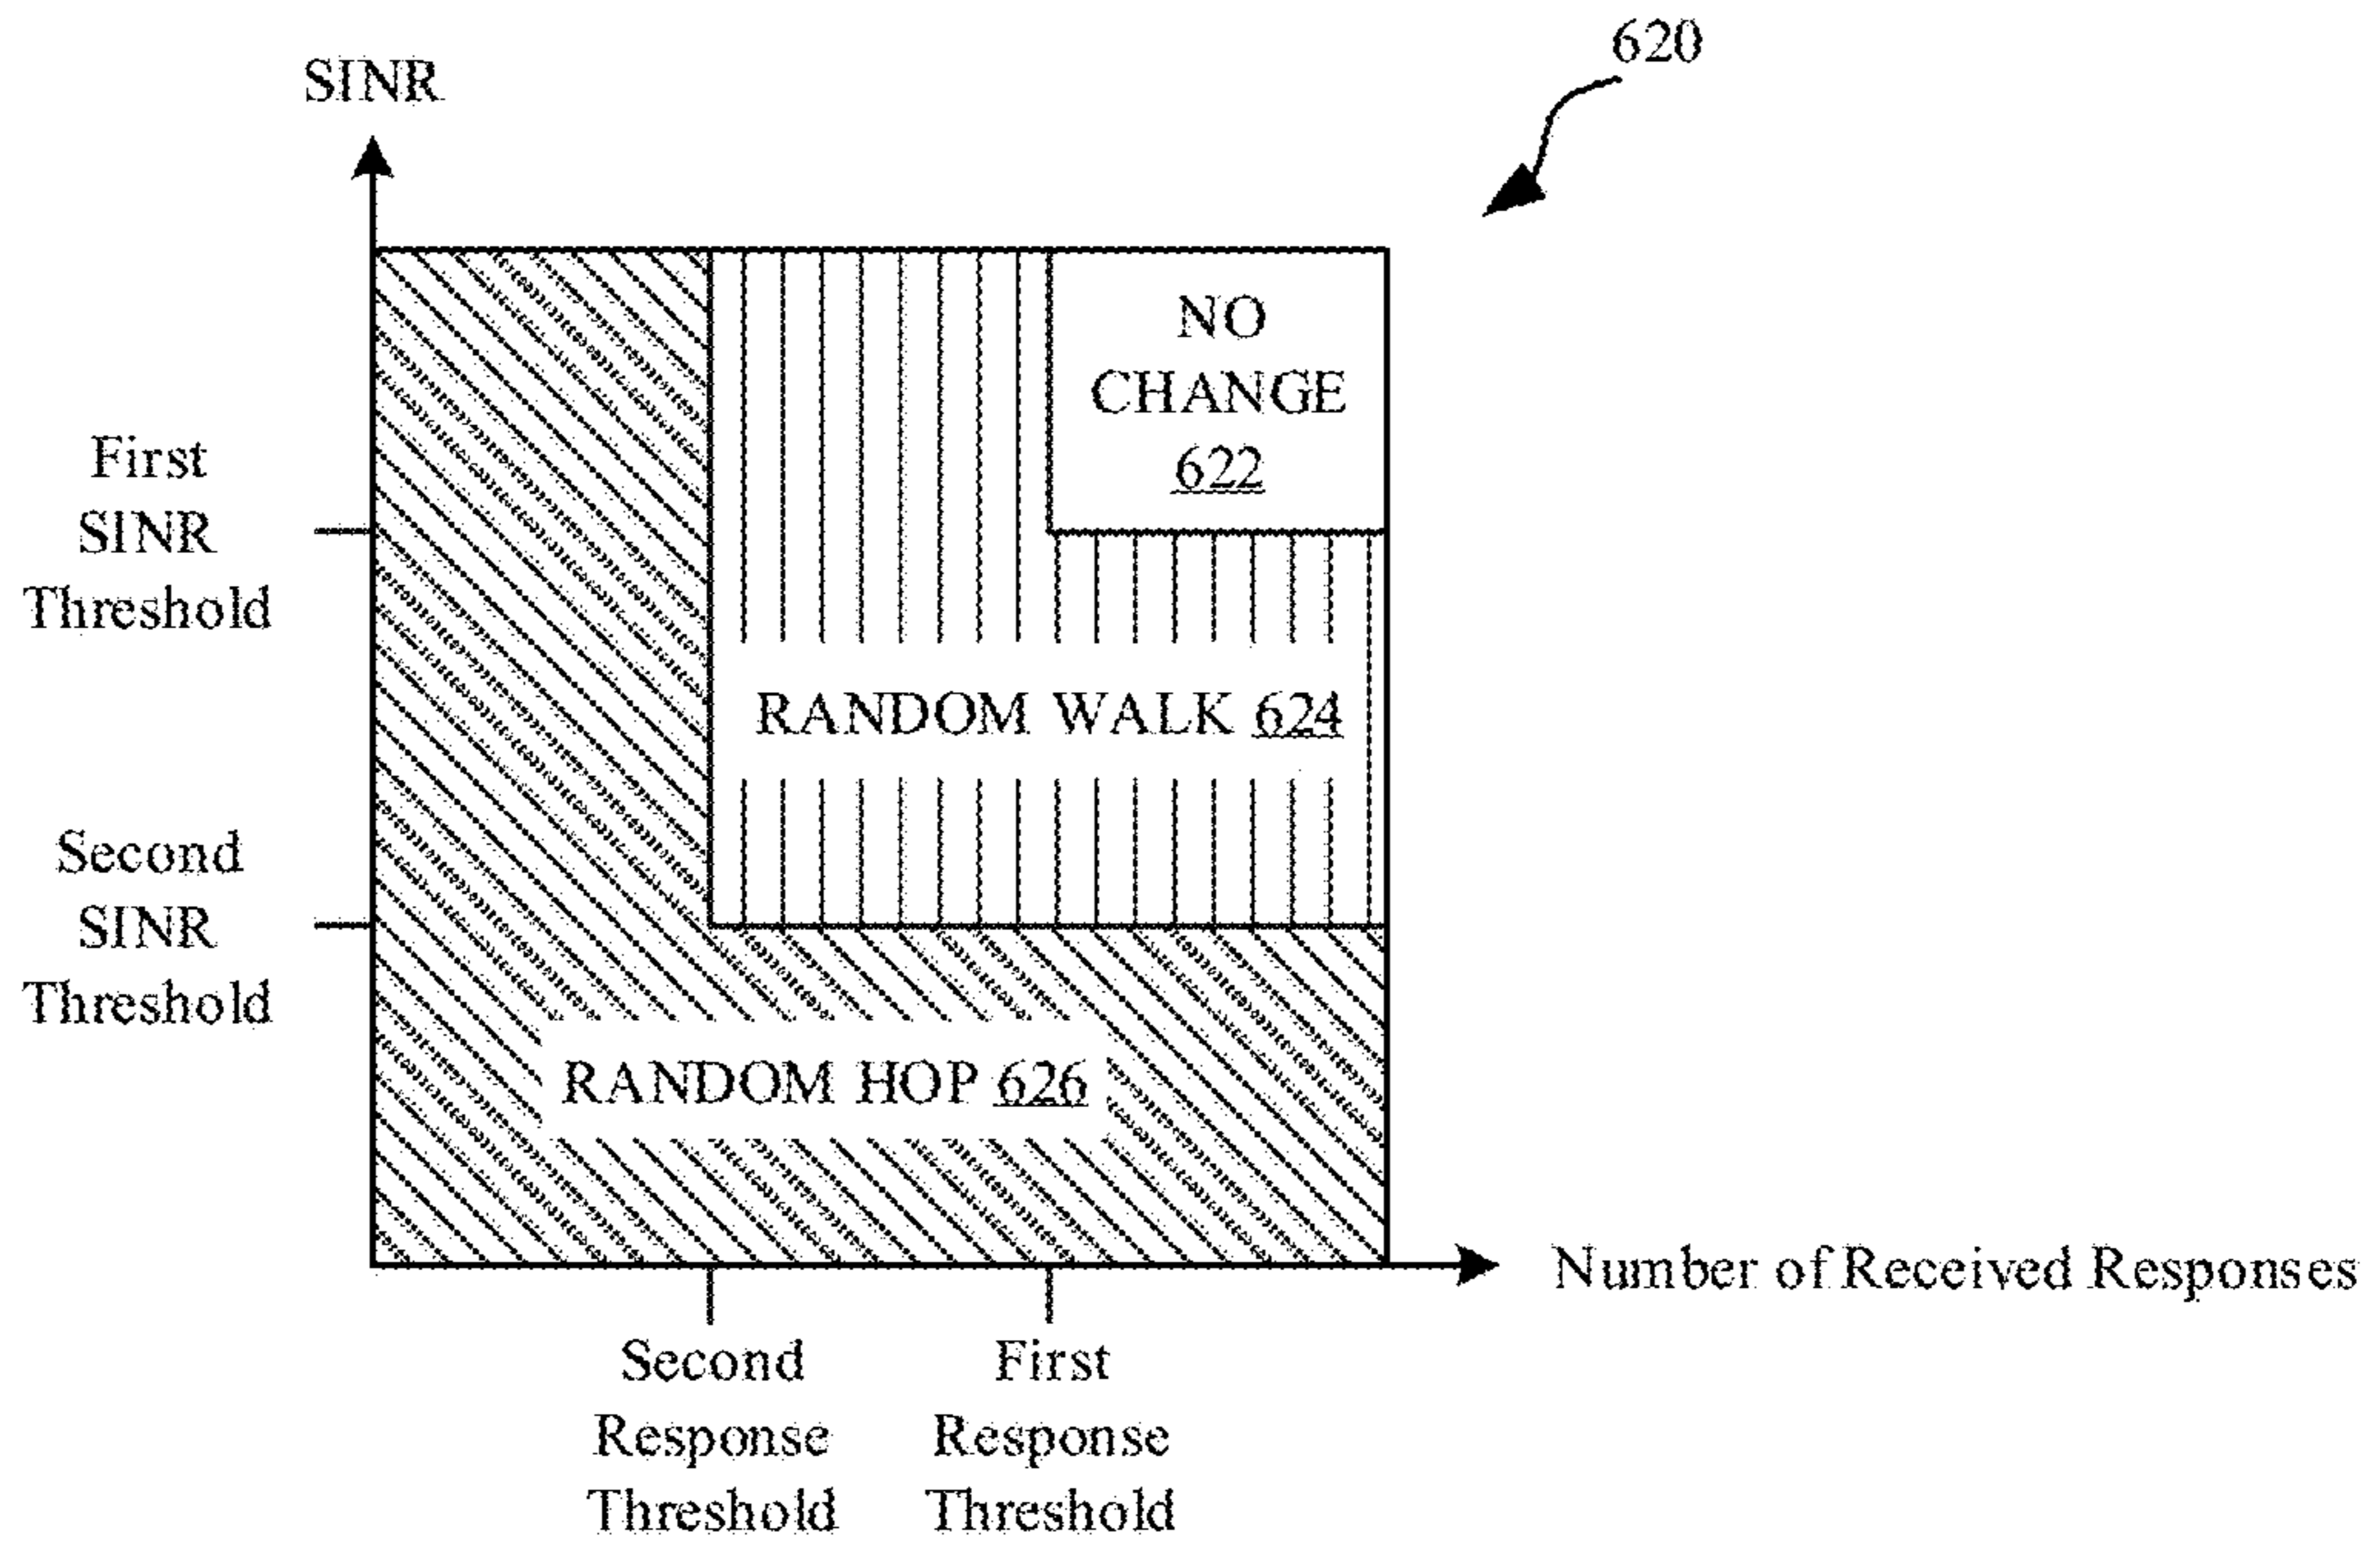 620
SINR
NO
CHANGE
622
First
SINR
Threshold
RANDOM WALK 624
Second
SINR
Threshold
RANDOM HOP 626
Number of Received Responses
Second
Response
Threshold
First
Response
Threshold